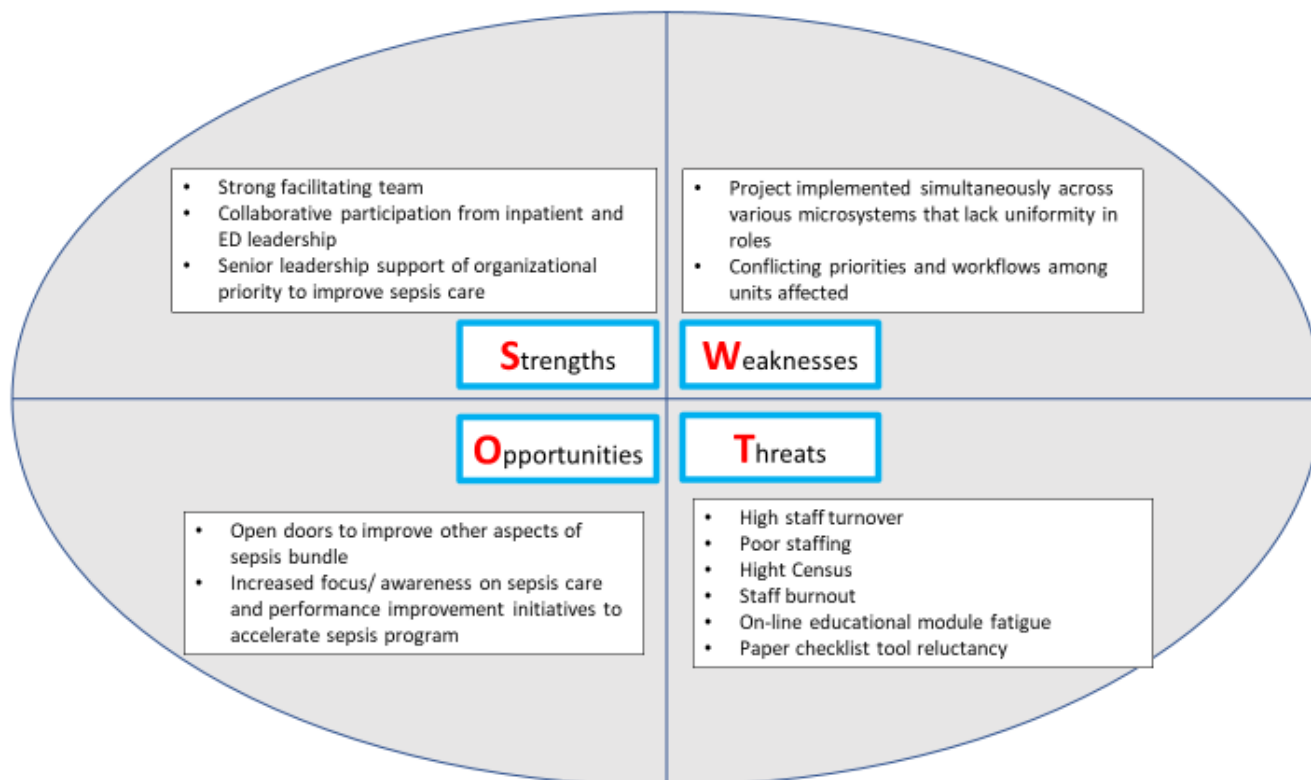 • Strong facilitating team
• Collaborative participation from inpatient and
ED leadership
• Senior leadership support of organizational
priority to improve sepsis care
• Project implemented simultaneously across
various microsystems that lack uniformity in
roles
• Conflicting priorities and workflows among
units affected
Strengths
Weaknesses
Opportunities
Threats
• Open doors to improve other aspects of
sepsis bundle
• Increased focus/ awareness on sepsis care
and performance improvement initiatives to
accelerate sepsis program
• High staff turnover
• Poor staffing
• Hight Census
• Staff burnout
• On-line educational module fatigue
• Paper checklist tool reluctancy